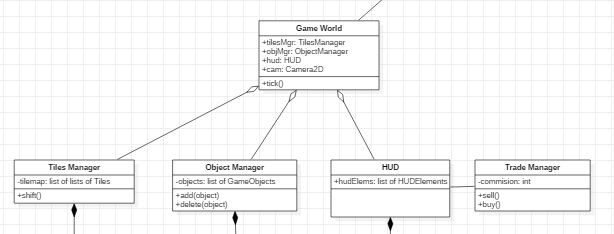 Game World
+tilesMgr: TilesManager
+objMgr: ObjectManager
+hud: HUD
+cam: Camera2D
+tick()
Tiles Manager
-tilemap: list of lists of Tiles
+shift()
Object Manager
-objects: list of GameObjects
+add(object)
+delete(object)
HUD
+hudElems: list of HUDElements
Trade Manager
-commision: int
+sell()
+buy()